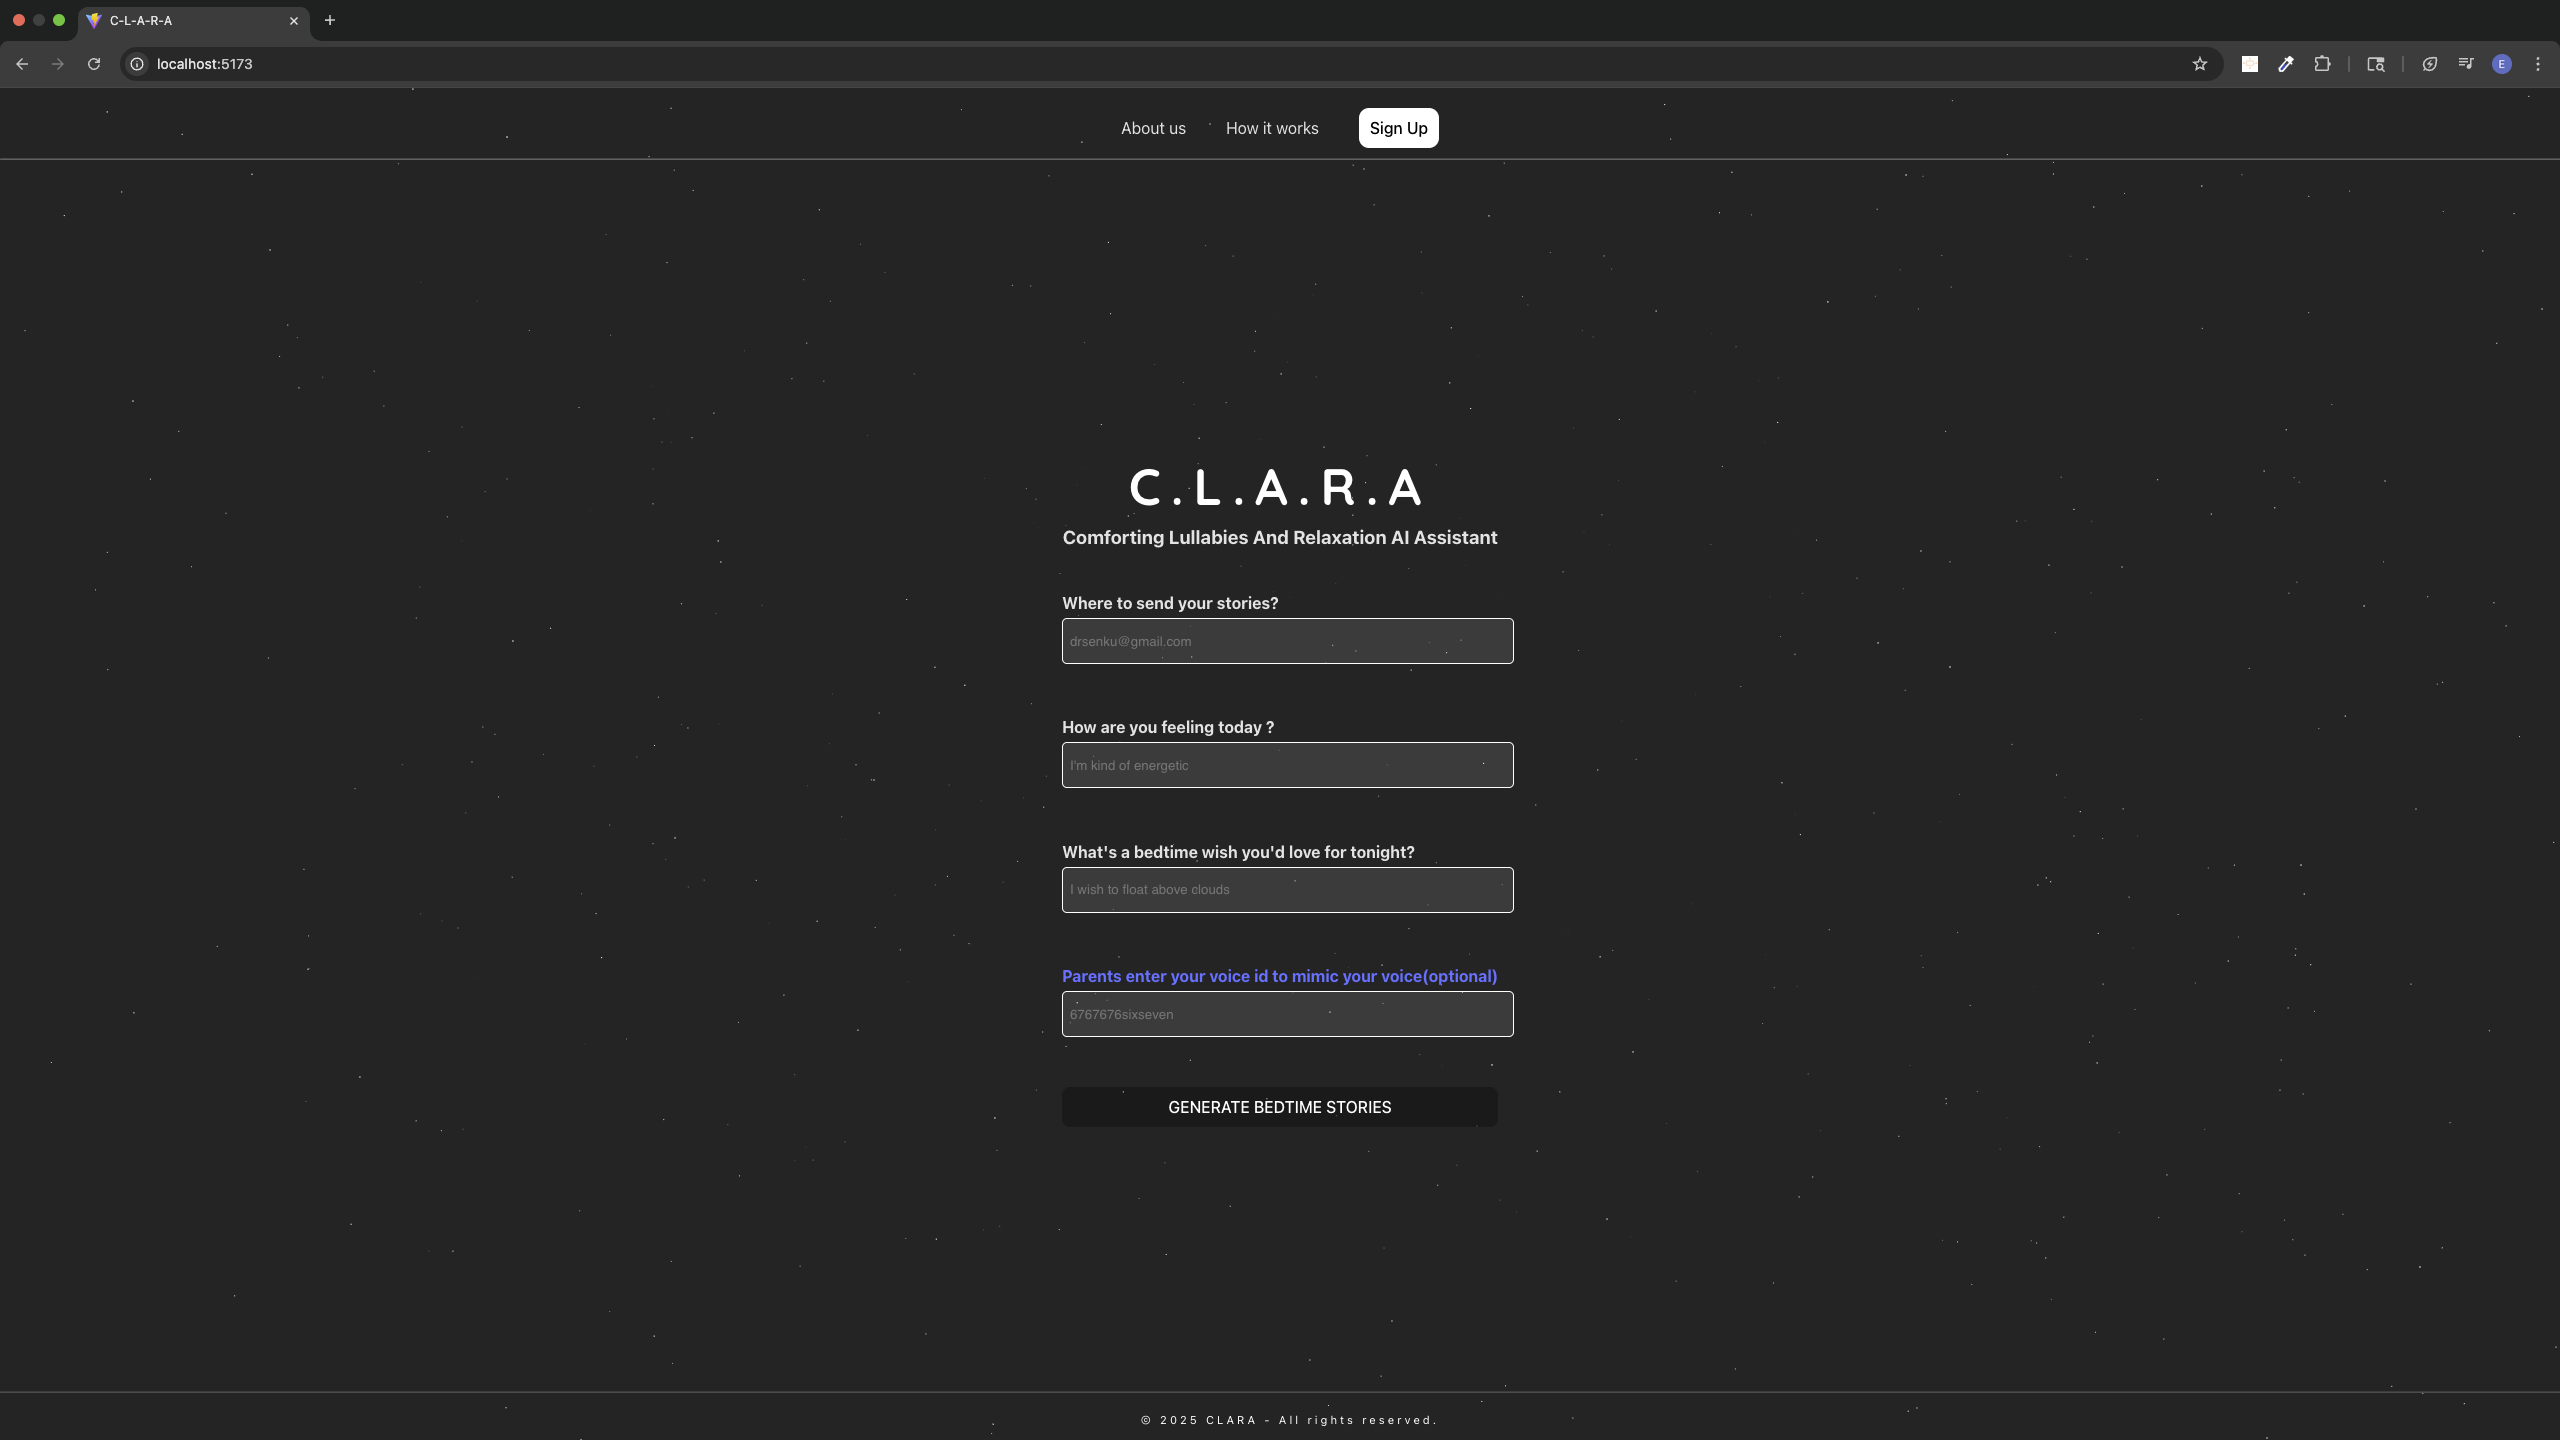 C-L-A-R-A
localhost:5173
E
About us
How it works
Sign Up
C.L.A.R.A
Comforting Lullabies And Relaxation AI Assistant
Where to send your stories?
drsenku@gmail.com
How are you feeling today ?
I'm kind of energetic
What's a bedtime wish you'd love for tonight?
I wish to float above clouds
Parents enter your voice id to mimic your voice(optional)
6767676sixseven
GENERATE BEDTIME STORIES
© 2025 CLARA - All rights reserved.